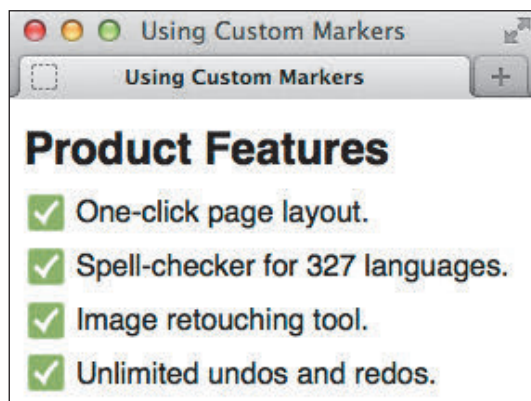 Using Custom Markers
Using Custom Markers
Product Features
One-click page layout.
Spell-checker for 327 languages.
Image retouching tool.
Unlimited undos and redos.